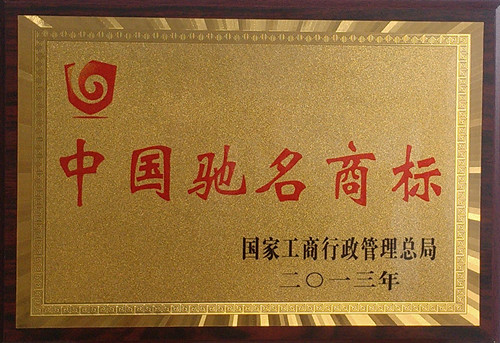 中国驰名商标
国家工商行政管理总局
二〇一三年